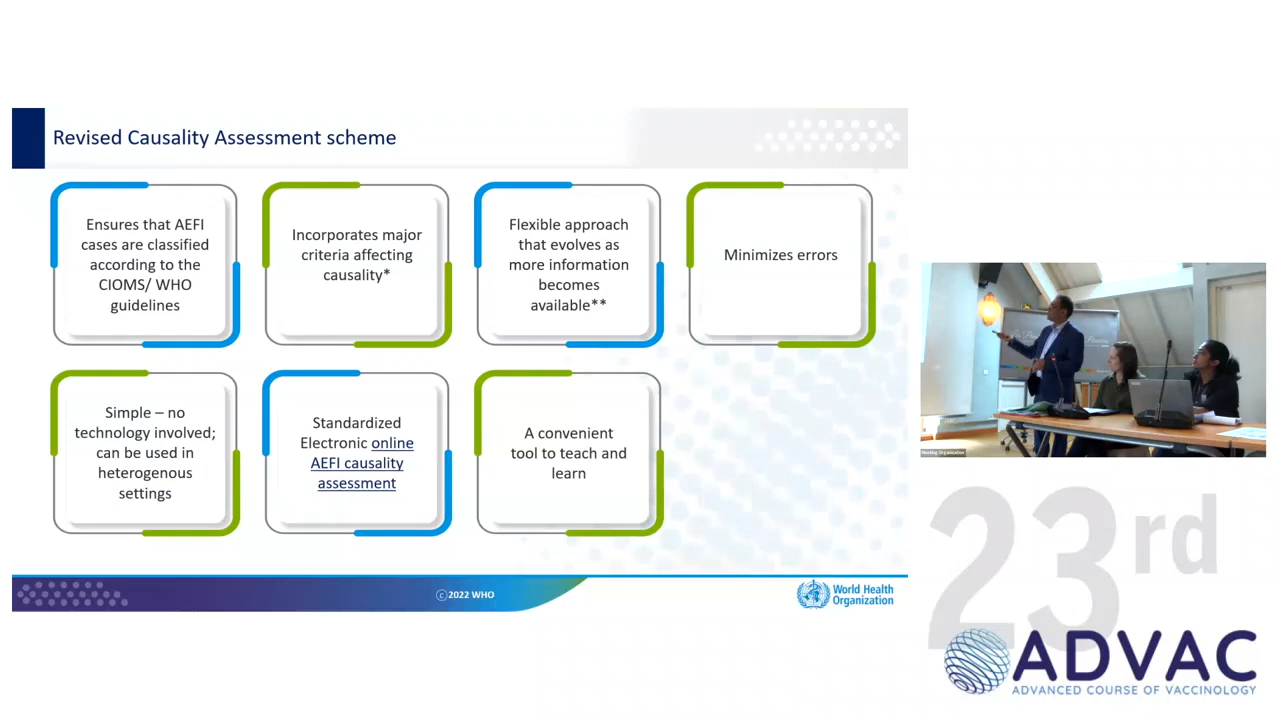 Revised Causality Assessment scheme
Ensures that AEFI
cases are classified
according to the
CIOMS/ WHO
guidelines
Incorporates major
criteria affecting
causality*
Flexible approach
that evolves as
more information
becomes
available**
Minimizes errors
Simple – no
technology involved;
can be used in
heterogenous
settings
Standardized
Electronic online
AEFI causality
assessment
A convenient
tool to teach and
learn
©2022 WHO
World Health
Organization
Meeting Organization
23rd
ADVAC
ADVANCED COURSE OF VACCINOLOGY